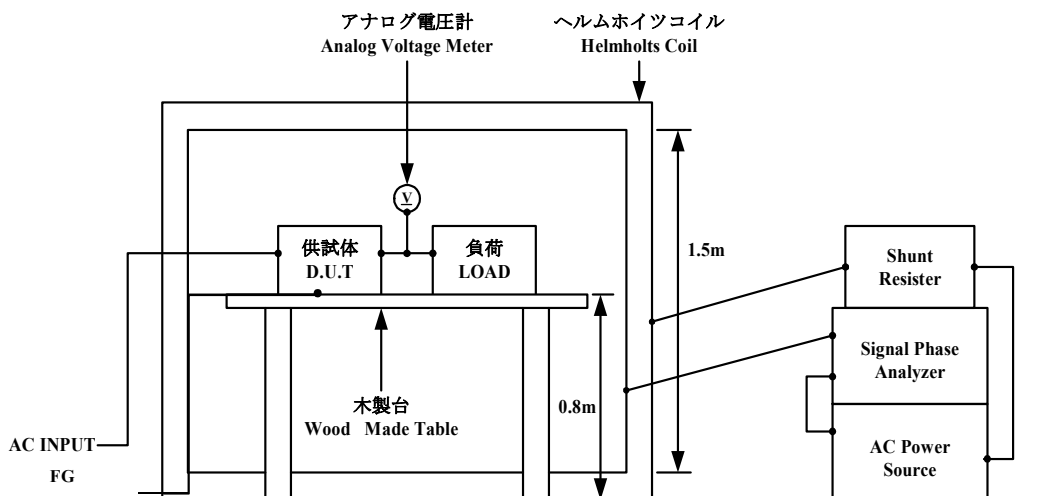 アナログ電圧計
Analog Voltage Meter
ヘルムホイツコイル
Helmholts Coil
V
供試体
D.U.T
負荷
LOAD
1.5m
Shunt
Resister
Signal Phase
Analyzer
木製台
Wood Made Table
0.8m
AC INPUT
FG
AC Power
Source